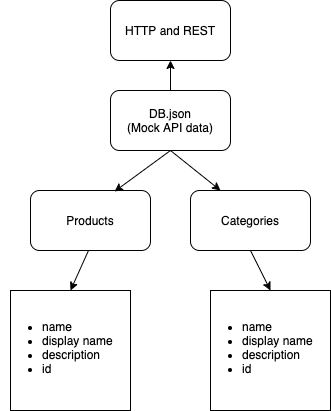 HTTP and REST
DB.json
(Mock API data)
Products
Categories
• name
• display name
• description
• id
• name
• display name
• description
• id